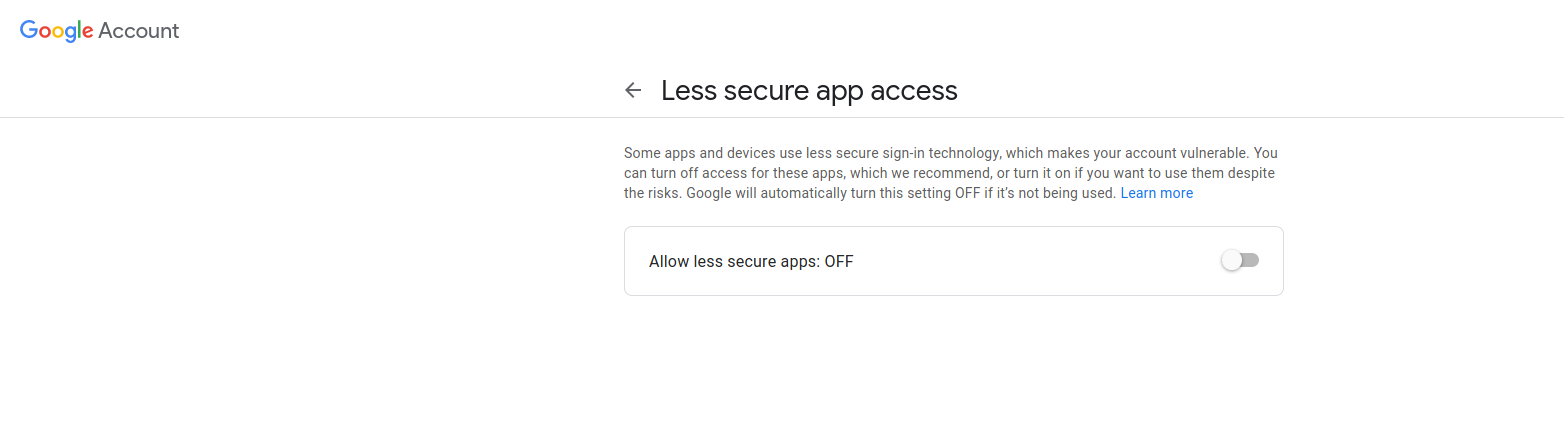 Google Account
Less secure app access
Some apps and devices use less secure sign-in technology, which makes your account vulnerable. You
can turn off access for these apps, which we recommend, or turn it on if you want to use them despite
the risks. Google will automatically turn this setting OFF if it’s not being used. Learn more
Allow less secure apps: OFF